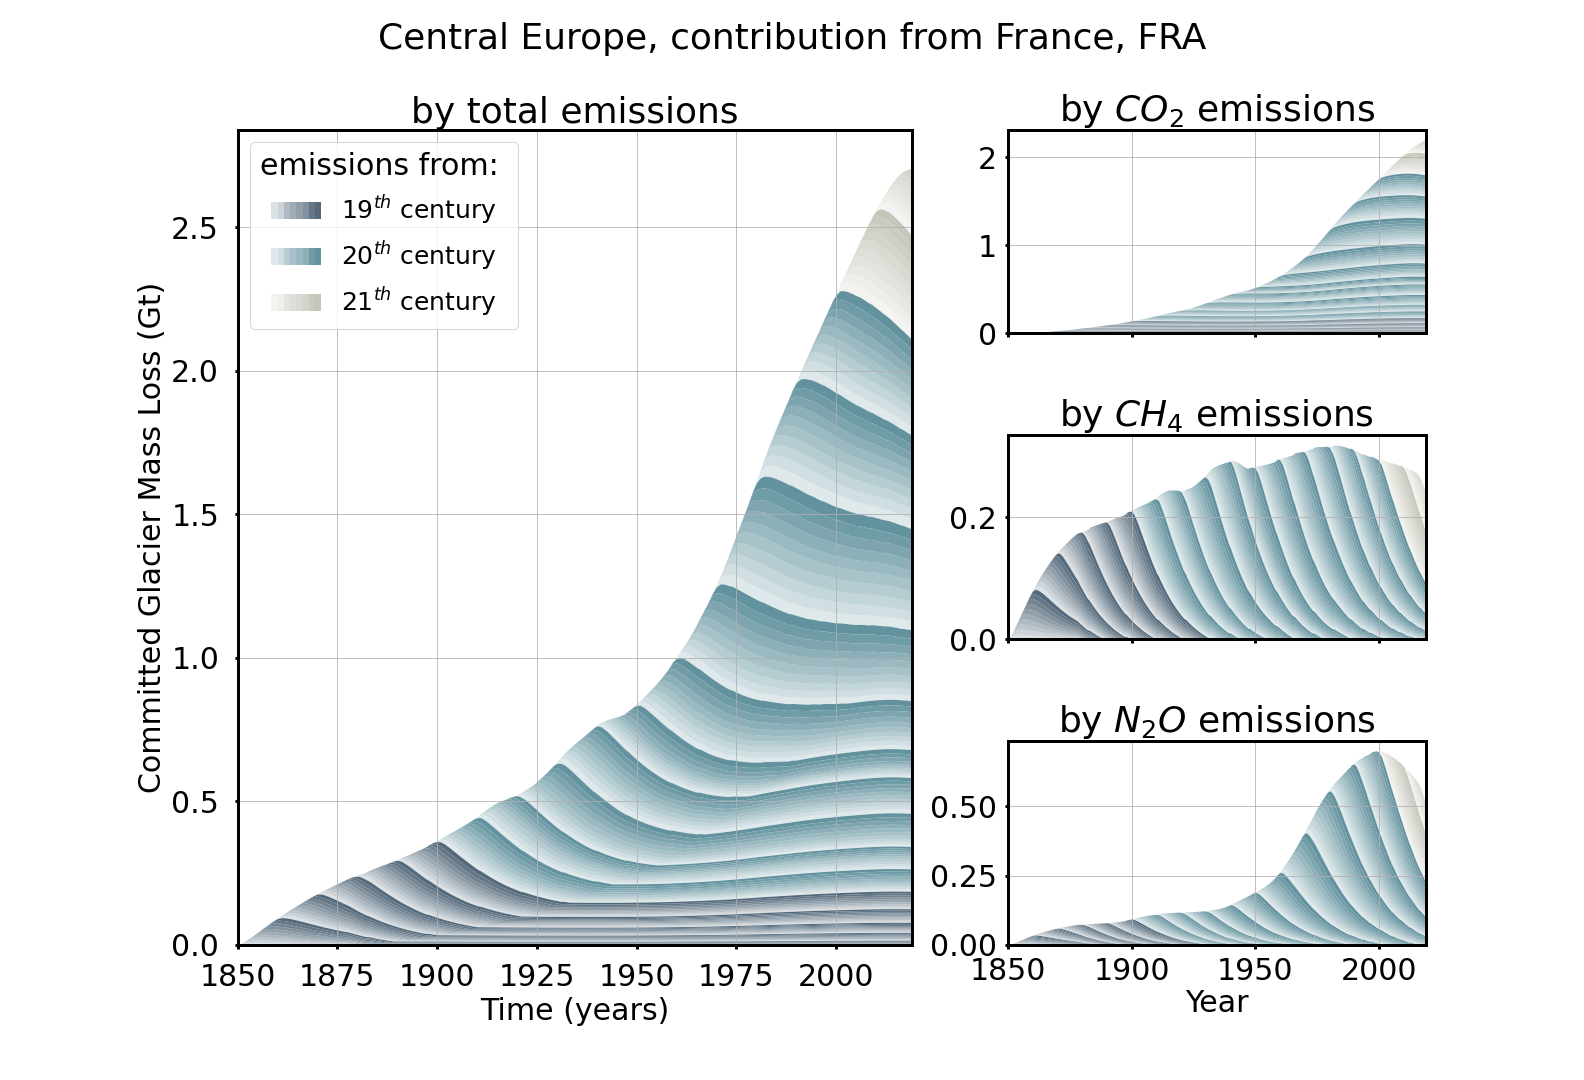 Central Europe, contribution from France, FRA
by total emissions
emissions from:
19th century
20th century
21th century
Committed Glacier Mass Loss (Gt)
2.5
2.0
1.5
1.0
0.5
0.0
1850 1875 1900 1925 1950 1975 2000
Time (years)
by CO2 emissions
2
1
0
by CH4 emissions
0.2
0.0
by N2O emissions
0.50
0.25
0.00
1850 1900 1950 2000
Year